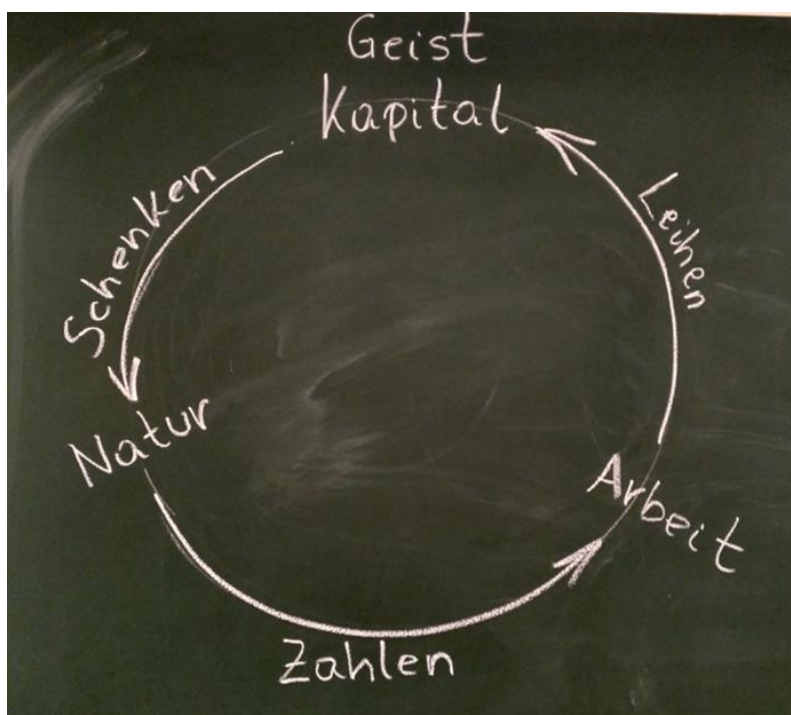 Geist
Kapital
Schenken
Leihen
Natur
Arbeit
Zahlen